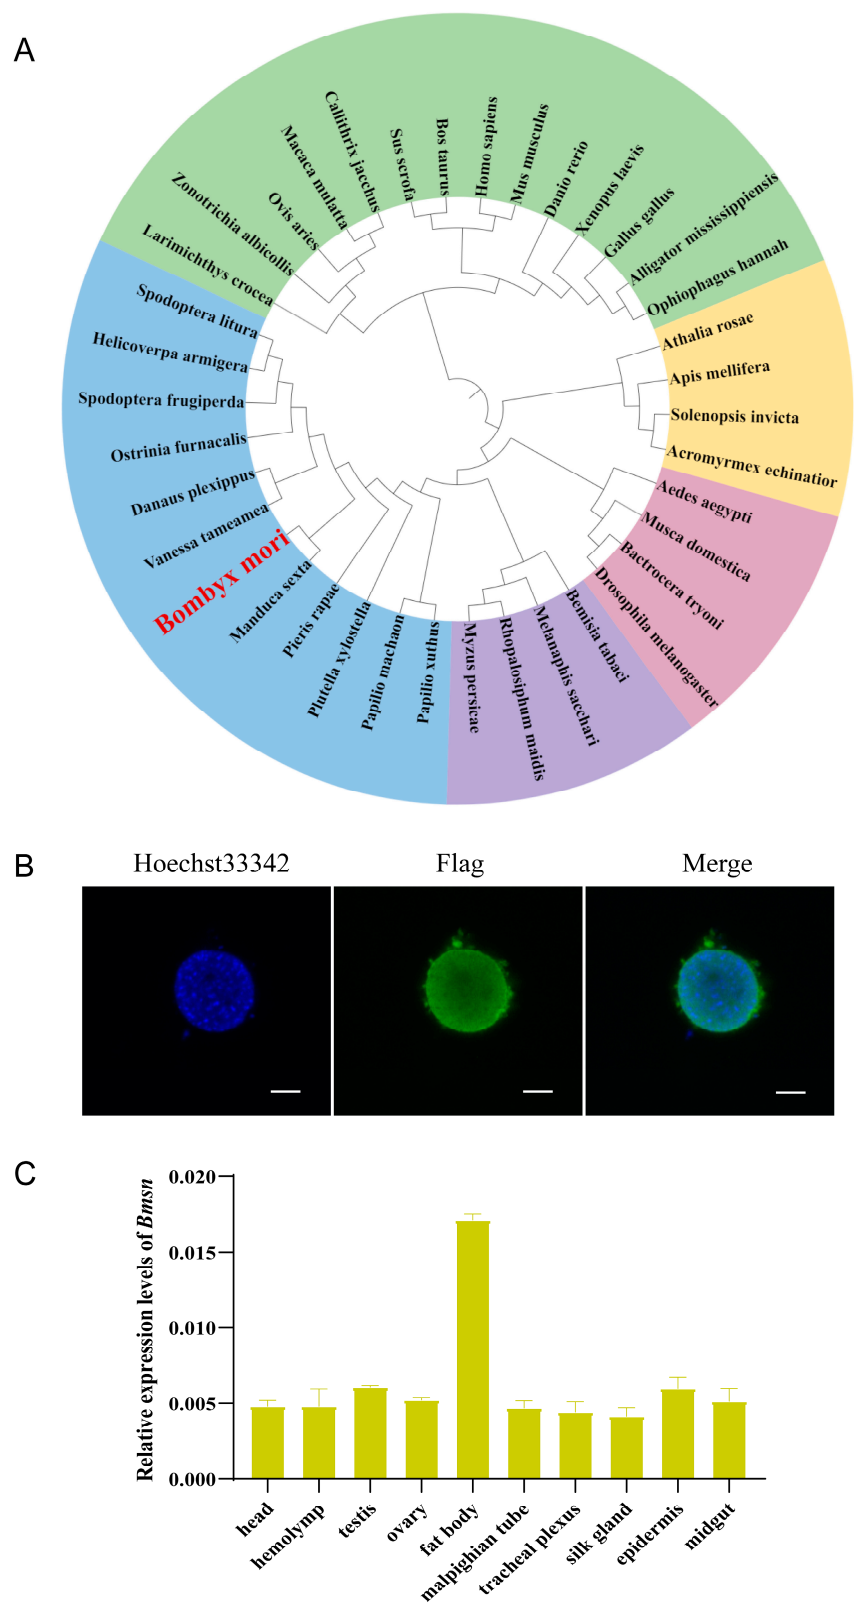 A
Larimichthys crocea
Zonotrichia albicollis
Ovis aries
Macaca mulatta
Callithrix jacchus
Sus scrofa
Bos taurus
Homo sapiens
Mus musculus
Danio rerio
Xenopus laevis
Gallus gallus
Alligator mississippiensis
Ophiophagus hannah
Athalia rosae
Apis mellifera
Solenopsis invicta
Acromyrmex echinatior
Aedes aegypti
Musca domestica
Bactrocera tryoni
Drosophila melanogaster
Bemisia tabaci
Melanaphis sacchari
Rhopalosiphum maidis
Myzus persicae
Papilio xuthus
Papilio machaon
Plutella xylostella
Pieris rapae
Manduca sexta
Bombyx mori
Vanessa tameamea
Danaus plexippus
Ostrinia furnacalis
Spodoptera frugiperda
Helicoverpa armigera
Spodoptera litura
B
Hoechst33342
Flag
Merge
C
Relative expression levels of Bmsn
0.020
0.015
0.010
0.005
0.000
head
hemolymp
testis
ovary
fat body
malpighian tube
tracheal plexus
silk gland
epidermis
midgut